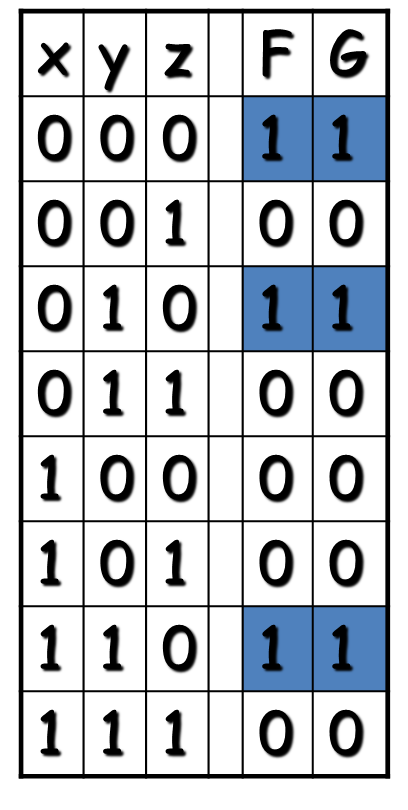 x y z F G
0 0 0 1 1
0 0 1 0 0
0 1 0 1 1
0 1 1 0 0
1 0 0 0 0
1 0 1 0 0
1 1 0 1 1
1 1 1 0 0